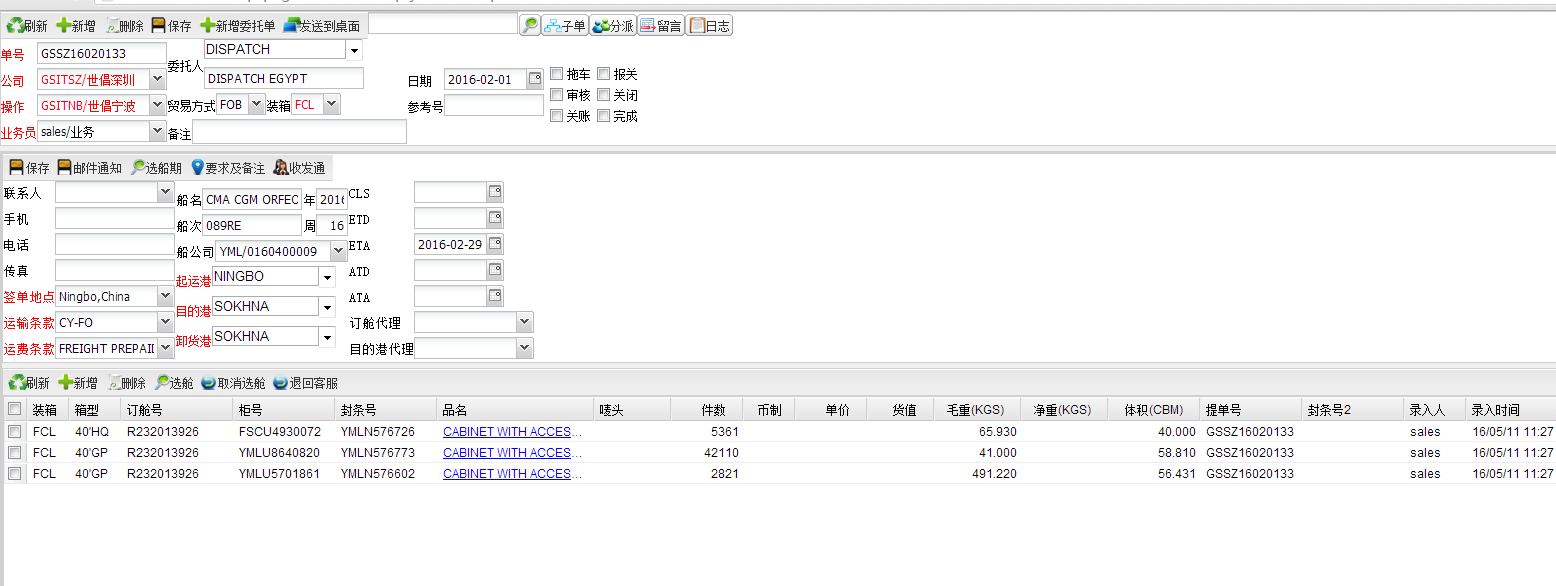 刷新 新增 删除 保存 新增委托单 发送到桌面 子单 分派 留言 日志
单号 GSSZ16020133 委托人 DISPATCH
公司 GSITSZ/世倡深圳 DISPATCH EGYPT 日期 2016-02-01 拖车 报关
操作 GSITNB/世倡宁波 贸易方式 FOB 装箱 FCL 参考号 审核 关闭
业务员 sales/业务 备注 关账 完成
保存 邮件通知 选船期 要求及备注 收发通
联系人 船名 CMA CGM ORFEC 年 2016 CLS
手机 船次 089RE 周 16 ETD
电话 船公司 YML/0160400009 ETA 2016-02-29
传真 起运港 NINGBO ATD
签单地点 Ningbo,China 目的港 SOKHNA ATA
运输条款 CY-FO 卸货港 SOKHNA 订舱代理
运费条款 FREIGHT PREPAI 目的港代理
刷新 新增 删除 选舱 取消选舱 退回客服
装箱 箱型 订舱号 柜号 封条号 品名 唛头 件数 币制 单价 货值 毛重(KGS) 净重(KGS) 体积(CBM) 提单号 封条号2 录入人 录入时间
FCL 40'HQ R232013926 FSCU4930072 YMLN576726 CABINET WITH ACCES... 5361 65.930 40.000 GSSZ16020133 sales 16/05/11 11:27
FCL 40'GP R232013926 YMLU8640820 YMLN576773 CABINET WITH ACCES... 42110 41.000 58.810 GSSZ16020133 sales 16/05/11 11:27
FCL 40'GP R232013926 YMLU5701861 YMLN576602 CABINET WITH ACCES... 2821 491.220 56.431 GSSZ16020133 sales 16/05/11 11:27